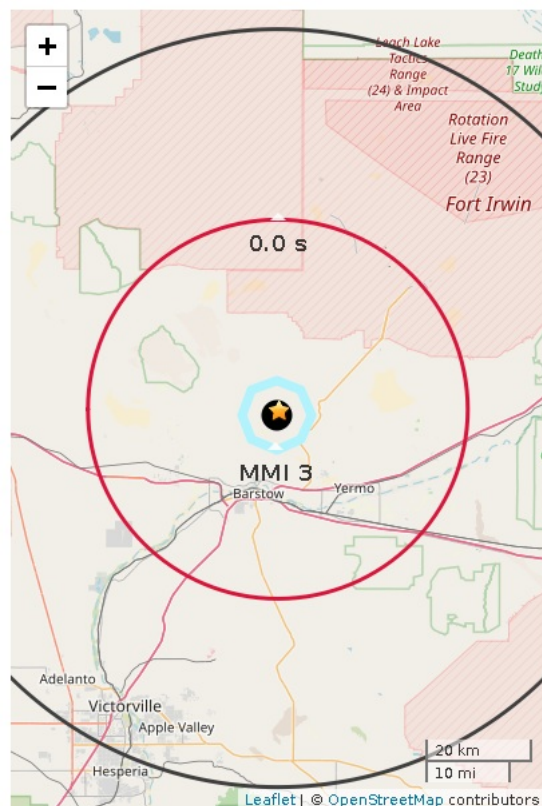 +
−
Leach Lake
Tactics
Range
(24) & Impact
Area
Death
17 Wil
Study
Rotation
Live Fire
Range
(23)
Fort Irwin
0.0 s
MMI 3
Barstow
Yermo
Adelanto
Victorville
Apple Valley
Hesperia
20 km
10 mi
Leaflet | © OpenStreetMap contributors